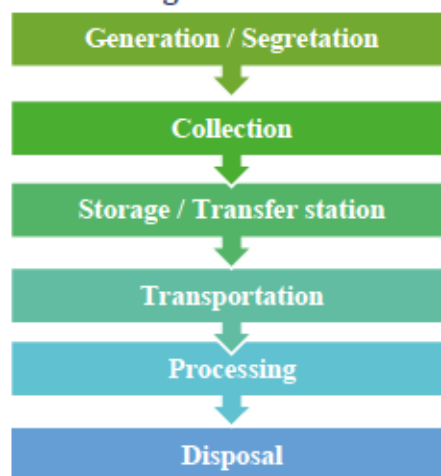 Generation / Segretation
Collection
Storage / Transfer station
Transportation
Processing
Disposal